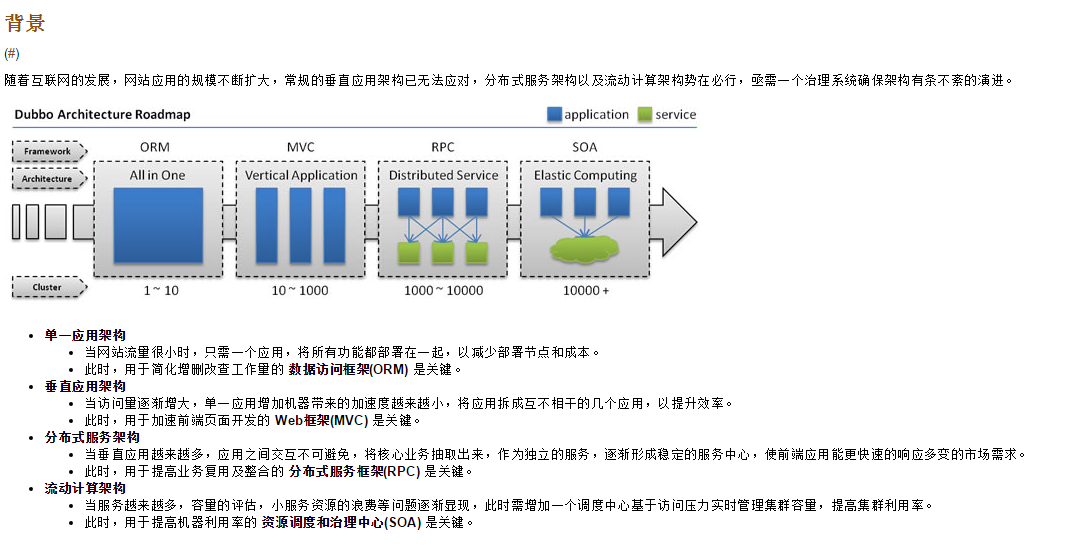 背景
(#)
随着互联网的发展，网站应用的规模不断扩大，常规的垂直应用架构已无法应对，分布式服务架构以及流动计算架构势在必行，亟需一个治理系统确保架构有条不紊的演进。
Dubbo Architecture Roadmap
application service
Framework ORM MVC RPC SOA
Architecture All in One Vertical Application Distributed Service Elastic Computing
Cluster 1 ~ 10 10 ~ 1000 1000 ~ 10000 10000 +
单一应用架构
当网站流量很小时，只需一个应用，将所有功能都部署在一起，以减少部署节点和成本。
此时，用于简化增删改查工作量的 数据访问框架(ORM) 是关键。
垂直应用架构
当访问量逐渐增大，单一应用增加机器带来的加速度越来越小，将应用拆成互不相干的几个应用，以提升效率。
此时，用于加速前端页面开发的 Web框架(MVC) 是关键。
分布式服务架构
当垂直应用越来越多，应用之间交互不可避免，将核心业务抽取出来，作为独立的服务，逐渐形成稳定的服务中心，使前端应用能更快速的响应多变的市场需求。
此时，用于提高业务复用及整合的 分布式服务框架(RPC) 是关键。
流动计算架构
当服务越来越多，容量的评估，小服务资源的浪费等问题逐渐显现，此时需增加一个调度中心基于访问压力实时管理集群容量，提高集群利用率。
此时，用于提高机器利用率的 资源调度和治理中心(SOA) 是关键。